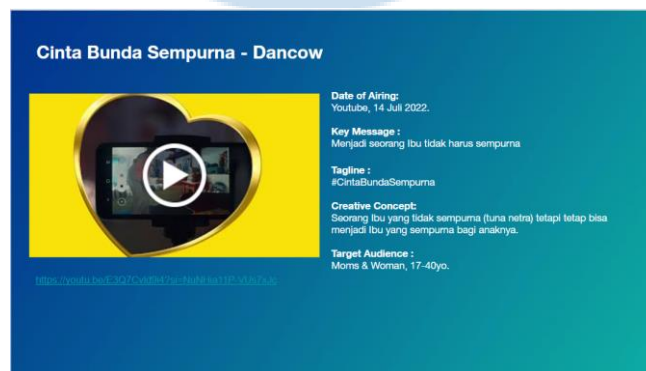 Cinta Bunda Sempurna - Dancow
Date of Airing:
Youtube, 14 Juli 2022.
Key Message :
Menjadi seorang Ibu tidak harus sempurna
Tagline :
#CintaBundaSempurna
Creative Concept:
Seorang Ibu yang tidak sempurna (tuna netra) tetapi tetap bisa
menjadi Ibu yang sempurna bagi anaknya.
Target Audience :
Moms & Woman, 17-40yo.